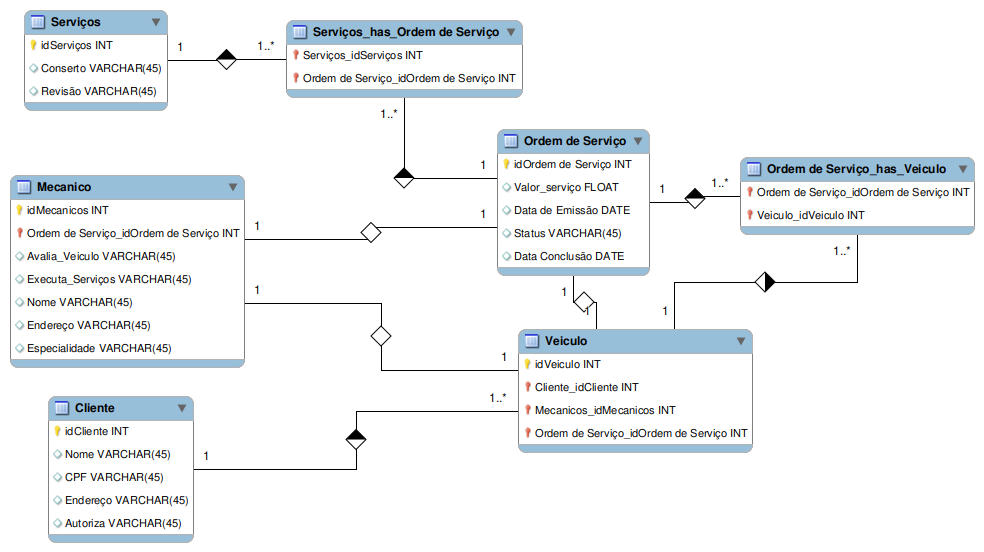 Serviços
idServiços INT
Conserto VARCHAR(45)
Revisão VARCHAR(45)
1
1..*
Serviços_has_Ordem de Serviço
Serviços_idServiços INT
Ordem de Serviço_idOrdem de Serviço INT
1..*
1
Ordem de Serviço
idOrdem de Serviço INT
Valor_serviço FLOAT
Data de Emissão DATE
Status VARCHAR(45)
Data Conclusão DATE
1
1..*
Ordem de Serviço_has_Veiculo
Ordem de Serviço_idOrdem de Serviço INT
Veiculo_idVeiculo INT
1..*
1
Mecanico
idMecanicos INT
Ordem de Serviço_idOrdem de Serviço INT
Avalia_Veiculo VARCHAR(45)
Executa_Serviços VARCHAR(45)
Nome VARCHAR(45)
Endereço VARCHAR(45)
Especialidade VARCHAR(45)
1
1
1
1
1
1
Veiculo
idVeiculo INT
Cliente_idCliente INT
Mecanicos_idMecanicos INT
Ordem de Serviço_idOrdem de Serviço INT
Cliente
idCliente INT
Nome VARCHAR(45)
CPF VARCHAR(45)
Endereço VARCHAR(45)
Autoriza VARCHAR(45)
1
1..*